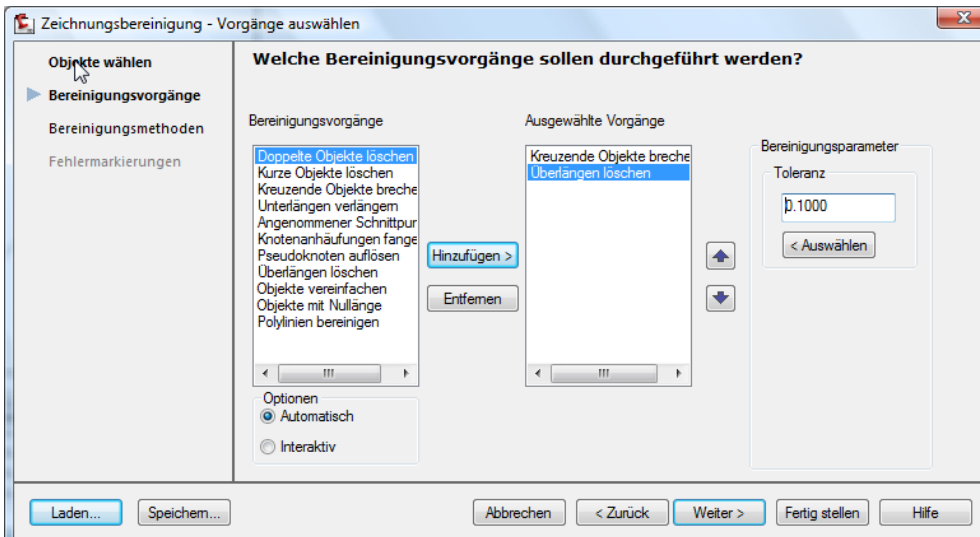 Zeichnungsbereinigung - Vorgänge auswählen
Objekte wählen
Bereinigungsvorgänge
Bereinigungsmethoden
Fehlermarkierungen
Welche Bereinigungsvorgänge sollen durchgeführt werden?
Bereinigungsvorgänge
Doppelte Objekte löschen
Kurze Objekte löschen
Kreuzende Objekte breche
Unterlängen verlängern
Angenommener Schnittpur
Knotenanhäufungen fange
Pseudoknoten auflösen
Überlängen löschen
Objekte vereinfachen
Objekte mit Nullänge
Polylinien bereinigen
Optionen
Automatisch
Interaktiv
Hinzufügen >
Entfernen
Ausgewählte Vorgänge
Kreuzende Objekte breche
Überlängen löschen
Bereinigungsparameter
Toleranz
0.1000
< Auswählen
Laden...
Speichern...
Abbrechen
< Zurück
Weiter >
Fertig stellen
Hilfe